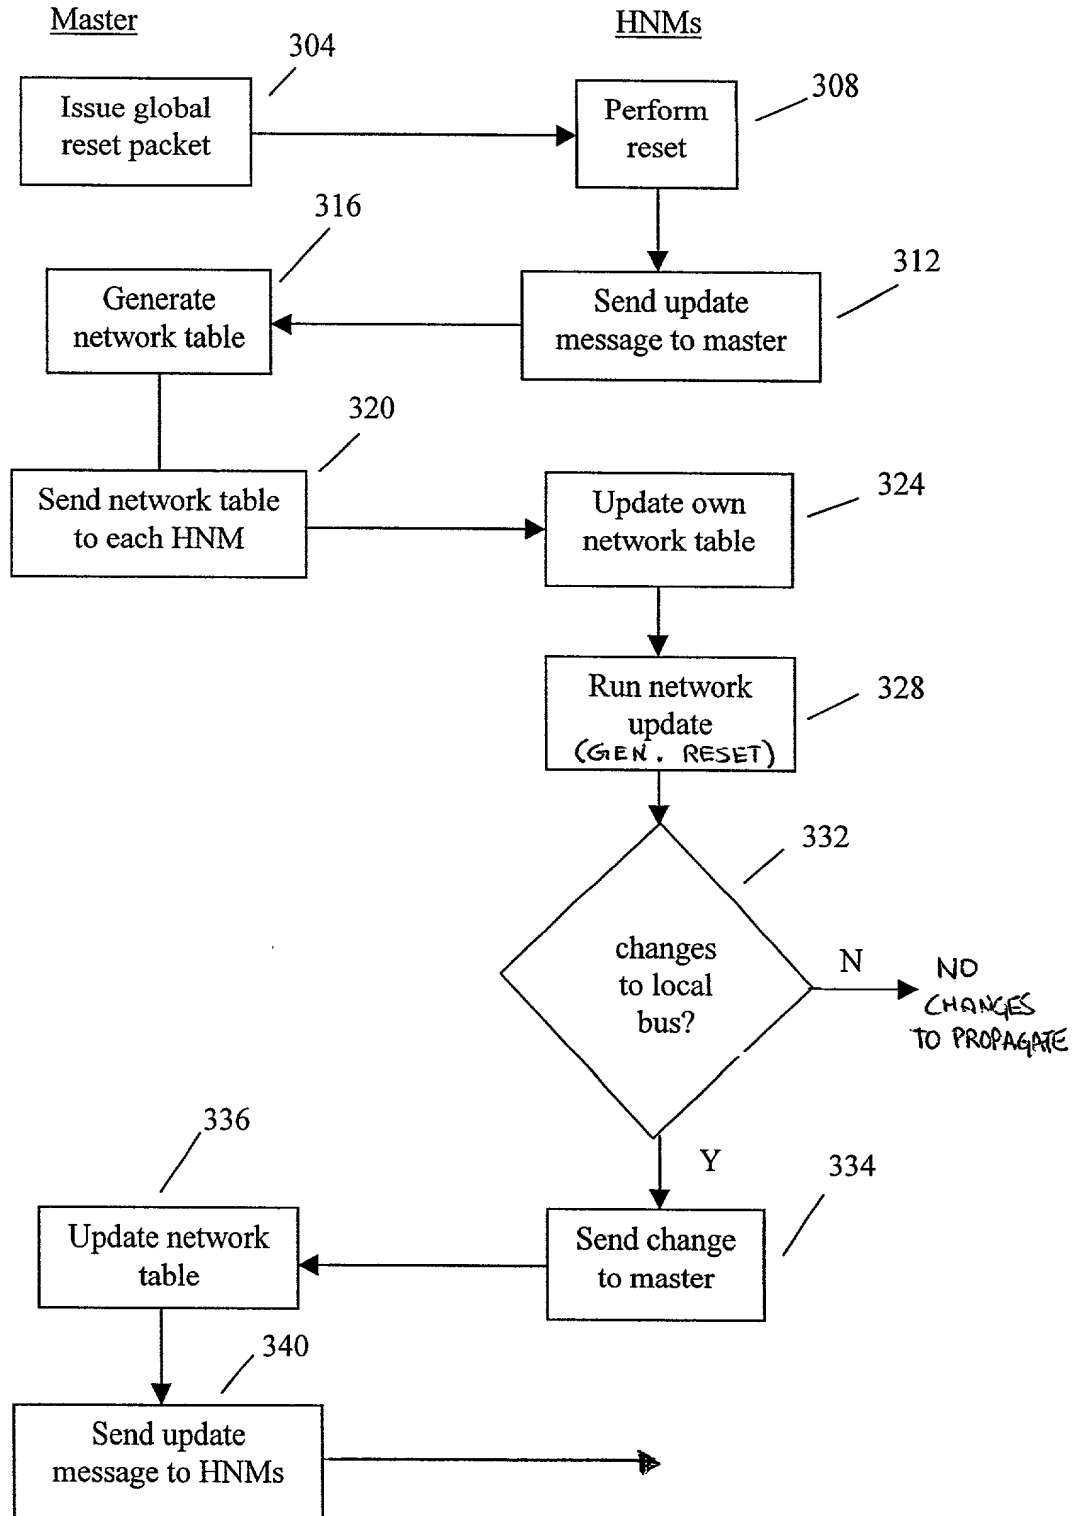 Master
HNMs
304
Issue global
reset packet
308
Perform
reset
316
Generate
network table
312
Send update
message to master
320
Send network table
to each HNM
324
Update own
network table
328
Run network
update
(GEN. RESET)
332
changes
to local
bus?
N
NO
CHANGES
TO PROPAGATE
Y
336
Update network
table
334
Send change
to master
340
Send update
message to HNMs